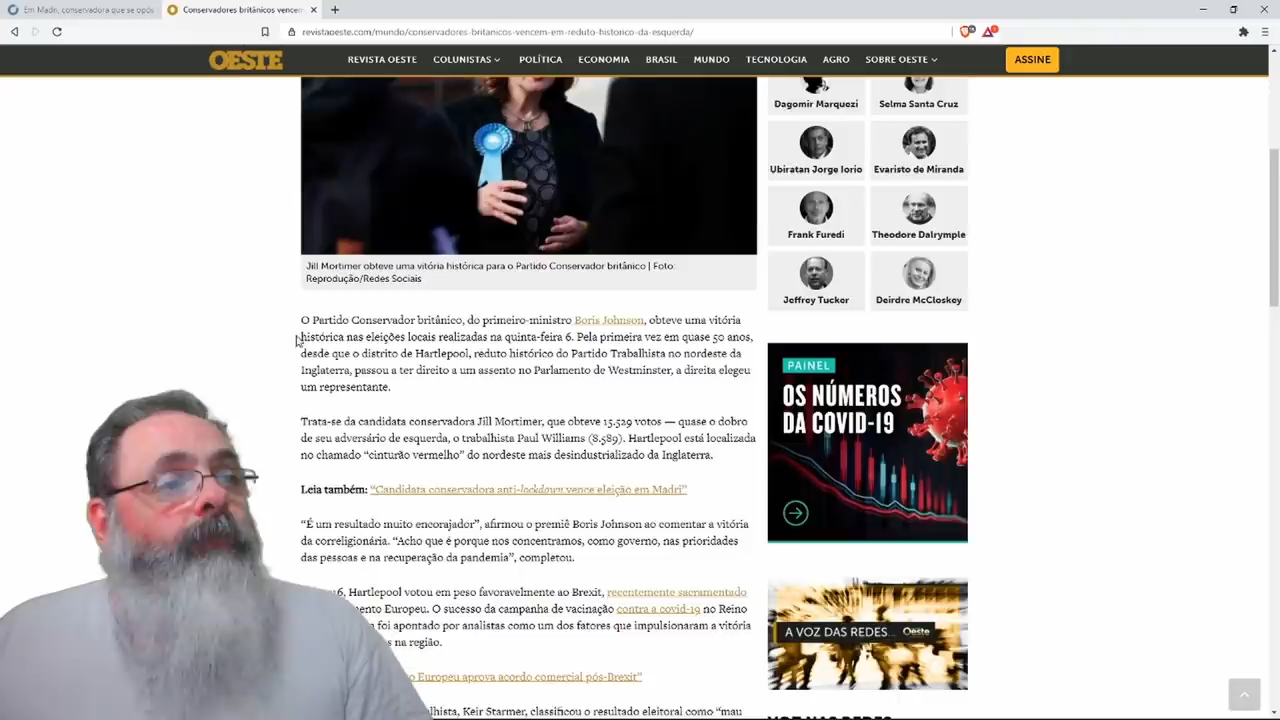 Em Madri, conservadora que se opôs
Conservadores britânicos vencem
revistaoeste.com/mundo/conservadores-britanicos-vencem-em-reduto-historico-da-esquerda/
OESTE
REVISTA OESTE
COLUNISTAS
POLÍTICA
ECONOMIA
BRASIL
MUNDO
TECNOLOGIA
AGRO
SOBRE OESTE
ASSINE
Jill Mortimer obteve uma vitória histórica para o Partido Conservador britânico | Foto:
Reprodução/Redes Sociais
O Partido Conservador britânico, do primeiro-ministro Boris Johnson, obteve uma vitória
histórica nas eleições locais realizadas na quinta-feira 6. Pela primeira vez em quase 50 anos,
desde que o distrito de Hartlepool, reduto histórico do Partido Trabalhista no nordeste da
Inglaterra, passou a ter direito a um assento no Parlamento de Westminster, a direita elegeu
um representante.
Trata-se da candidata conservadora Jill Mortimer, que obteve 15.529 votos — quase o dobro
de seu adversário de esquerda, o trabalhista Paul Williams (8.589). Hartlepool está localizada
no chamado “cinturão vermelho” do nordeste mais desindustrializado da Inglaterra.
Leia também: “Candidata conservadora anti-lockdown vence eleição em Madri”
“É um resultado muito encorajador”, afirmou o premiê Boris Johnson ao comentar a vitória
da correligionária. “Acho que é porque nos concentramos, como governo, nas prioridades
das pessoas e na recuperação da pandemia”, completou.
6, Hartlepool votou em peso favoravelmente ao Brexit, recentemente sacramentado
ento Europeu. O sucesso da campanha de vacinação contra a covid-19 no Reino
foi apontado por analistas como um dos fatores que impulsionaram a vitória
s na região.
o Europeu aprova acordo comercial pós-Brexit”
lhista, Keir Starmer, classificou o resultado eleitoral como “mau
Dagomir Marquezi
Selma Santa Cruz
Ubiratan Jorge Iorio
Evaristo de Miranda
Frank Furedi
Theodore Dalrymple
Jeffrey Tucker
Deirdre McCloskey
PAINEL
OS NÚMEROS
DA COVID-19
A VOZ DAS REDES...
Oeste
VOZ NAS REDES